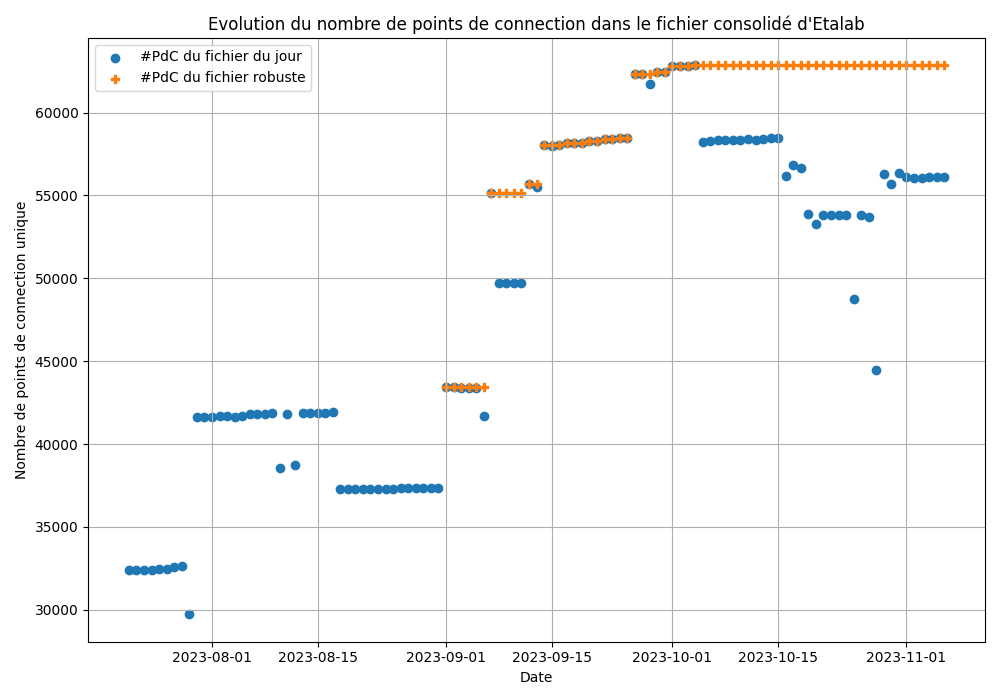 Evolution du nombre de points de connection dans le fichier consolidé d'Etalab
#PdC du fichier du jour
#PdC du fichier robuste
Nombre de points de connection unique
60000
55000
50000
45000
40000
35000
30000
2023-08-01 2023-08-15 2023-09-01 2023-09-15 2023-10-01 2023-10-15 2023-11-01
Date